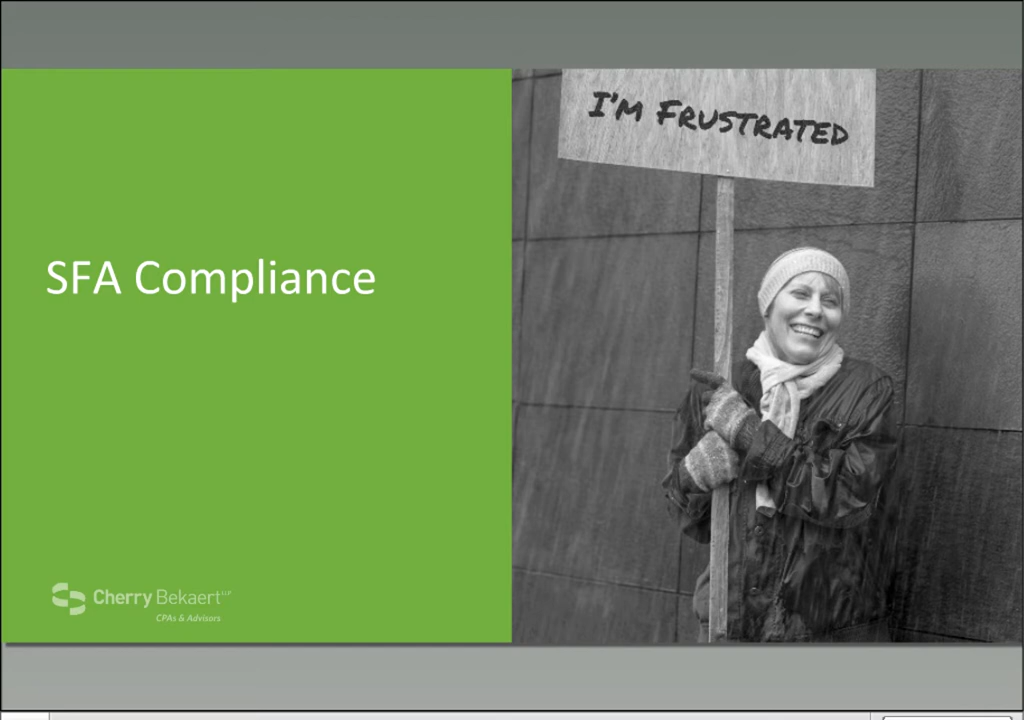 I'M FRUSTRATED
SFA Compliance
Cherry Bekaert LLP
CPAs & Advisors